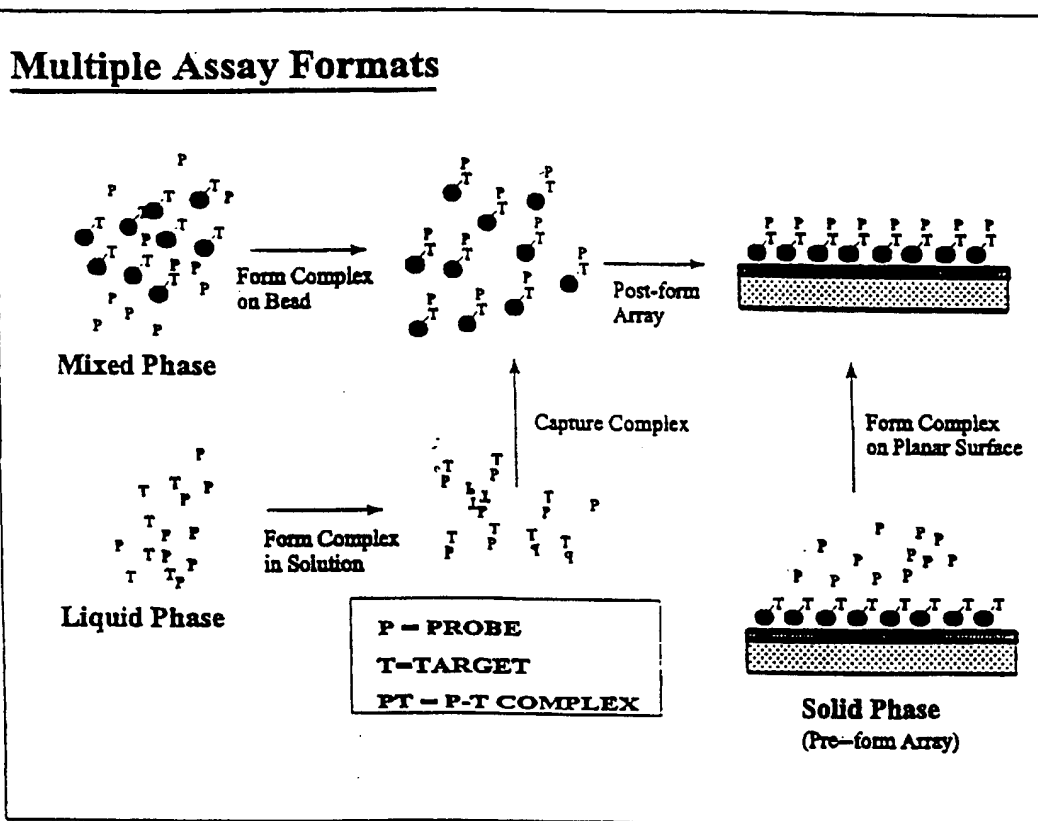 Multiple Assay Formats
Form Complex
on Bead
Post-form
Array
Mixed Phase
Capture Complex
Form Complex
on Planar Surface
Form Complex
in Solution
Liquid Phase
P = PROBE
T=TARGET
PT = P-T COMPLEX
Solid Phase
(Pre-form Array)